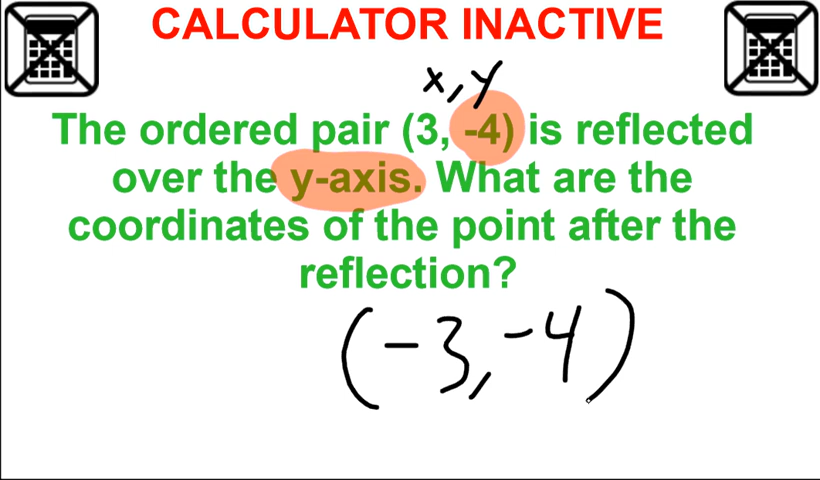 CALCULATOR INACTIVE
x, y
The ordered pair (3, -4) is reflected
over the y-axis. What are the
coordinates of the point after the
reflection?
(-3, -4)